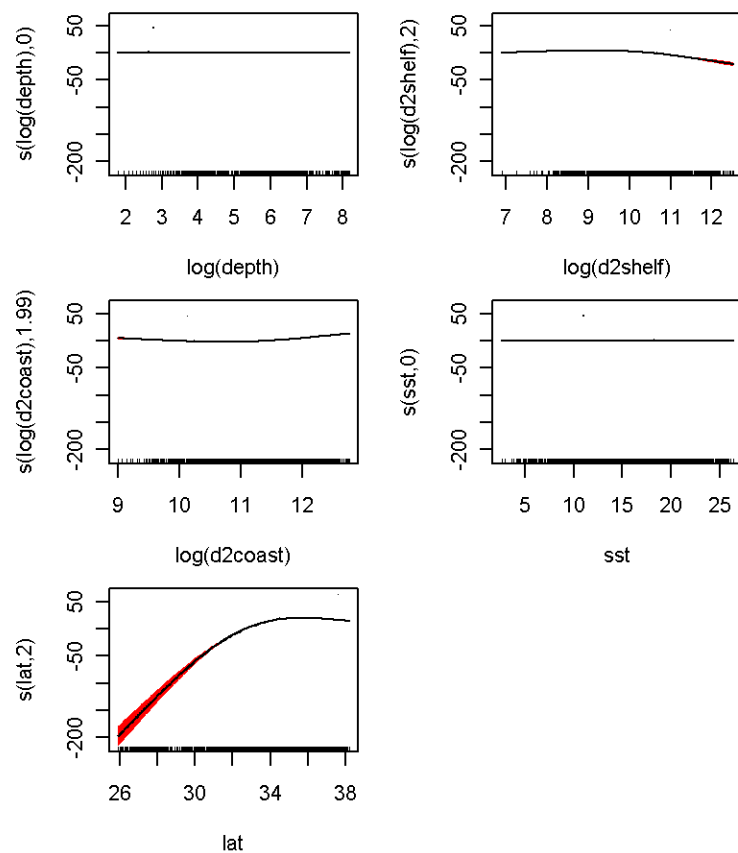 s(log(depth),0)
50
-50
-200
2 3 4 5 6 7 8
log(depth)
s(log(d2shelf),2)
50
-50
-200
7 8 9 10 11 12
log(d2shelf)
s(log(d2coast),1.99)
50
-50
-200
9 10 11 12
log(d2coast)
s(sst,0)
50
-50
-200
5 10 15 20 25
sst
s(lat,2)
50
-50
-200
26 30 34 38
lat